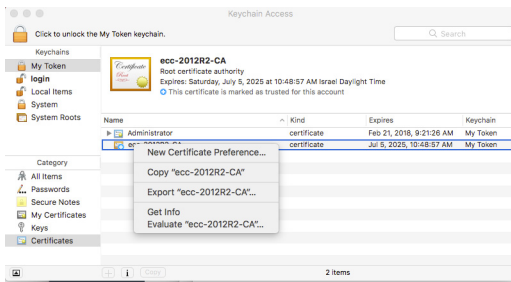 Keychain Access
Click to unlock the My Token keychain.
Search
Keychains
My Token
login
Local Items
System
System Roots
Category
All Items
Passwords
Secure Notes
My Certificates
Keys
Certificates
Certificate
Root
ecc-2012R2-CA
Root certificate authority
Expires: Saturday, July 5, 2025 at 10:48:57 AM Israel Daylight Time
This certificate is marked as trusted for this account
Name Kind Expires Keychain
Administrator certificate Feb 21, 2018, 9:21:26 AM My Token
ecc-2012R2-CA certificate Jul 5, 2025, 10:48:57 AM My Token
New Certificate Preference...
Copy “ecc-2012R2-CA”
Export “ecc-2012R2-CA”...
Get Info
Evaluate “ecc-2012R2-CA”...
+ i Copy 2 items